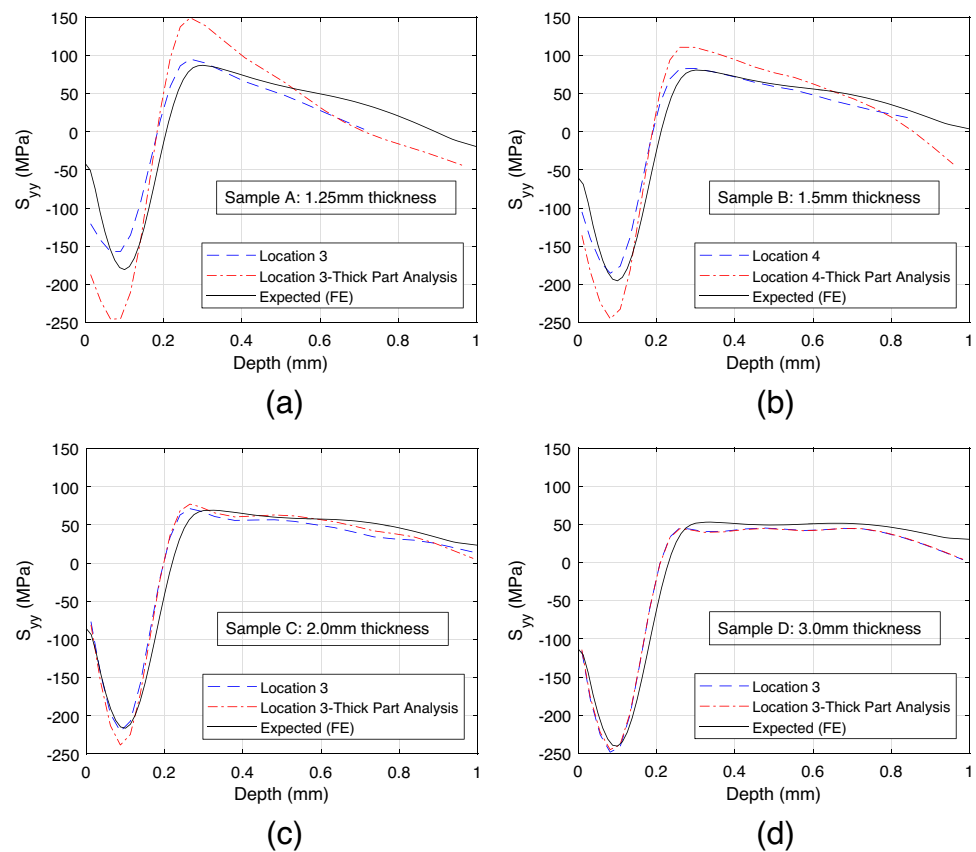 150
100
50
0
-50
-100
-150
-200
-250
S_yy (MPa)
Sample A: 1.25mm thickness
Location 3
Location 3-Thick Part Analysis
Expected (FE)
0 0.2 0.4 0.6 0.8 1
Depth (mm)
(a)
150
100
50
0
-50
-100
-150
-200
-250
S_yy (MPa)
Sample B: 1.5mm thickness
Location 4
Location 4-Thick Part Analysis
Expected (FE)
0 0.2 0.4 0.6 0.8 1
Depth (mm)
(b)
150
100
50
0
-50
-100
-150
-200
-250
S_yy (MPa)
Sample C: 2.0mm thickness
Location 3
Location 3-Thick Part Analysis
Expected (FE)
0 0.2 0.4 0.6 0.8 1
Depth (mm)
(c)
150
100
50
0
-50
-100
-150
-200
-250
S_yy (MPa)
Sample D: 3.0mm thickness
Location 3
Location 3-Thick Part Analysis
Expected (FE)
0 0.2 0.4 0.6 0.8 1
Depth (mm)
(d)